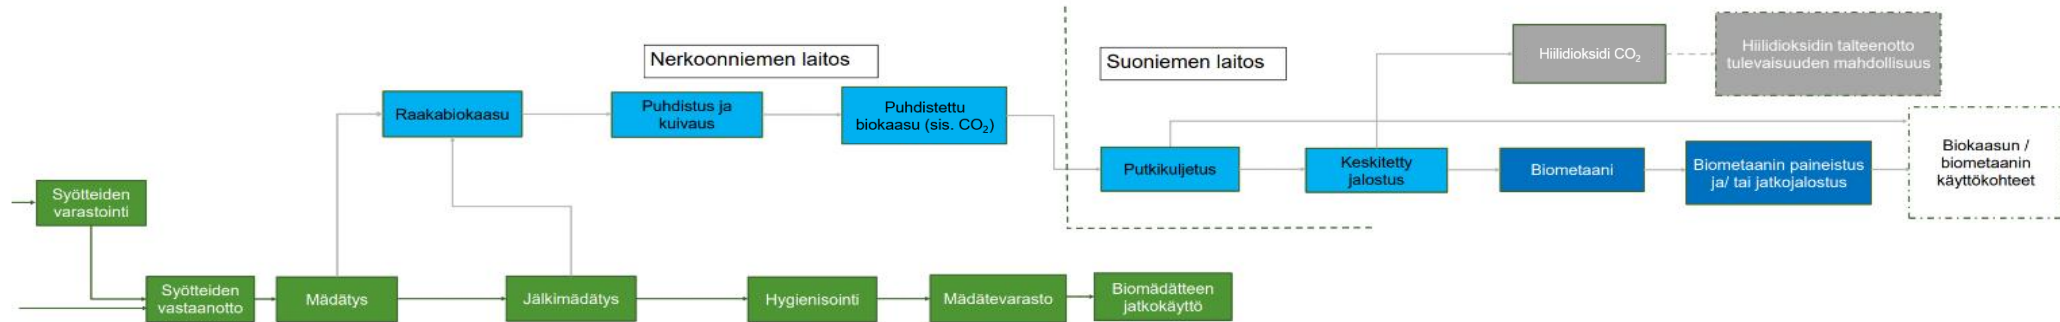 Nerkoonniemen laitos
Suoniemen laitos
Hiilidioksidi CO₂
Hiilidioksidin talteenotto
tulevaisuuden mahdollisuus
Raakabiokaasu
Puhdistus ja
kuivaus
Puhdistettu
biokaasu (sis. CO₂)
Putkikuljetus
Keskitetty
jalostus
Biometaani
Biometaanin paineistus
ja/ tai jatkojalostus
Biokaasun /
biometaanin
käyttökohteet
Syötteiden
varastointi
Syötteiden
vastaanotto
Mädätys
Jälkimädätys
Hygienisointi
Mädätevarasto
Biomädätteen
jatkokäyttö